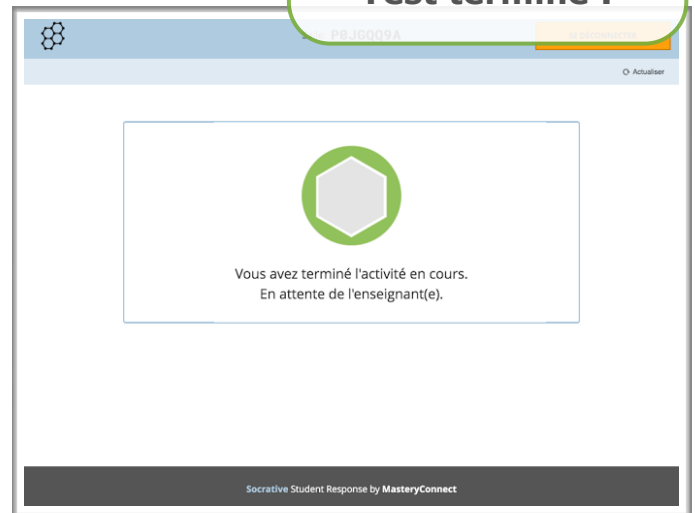 Test terminé !
P0JGQQ9A
SE DÉCONNECTER
Actualiser
Vous avez terminé l'activité en cours.
En attente de l'enseignant(e).
Socrative Student Response by MasteryConnect